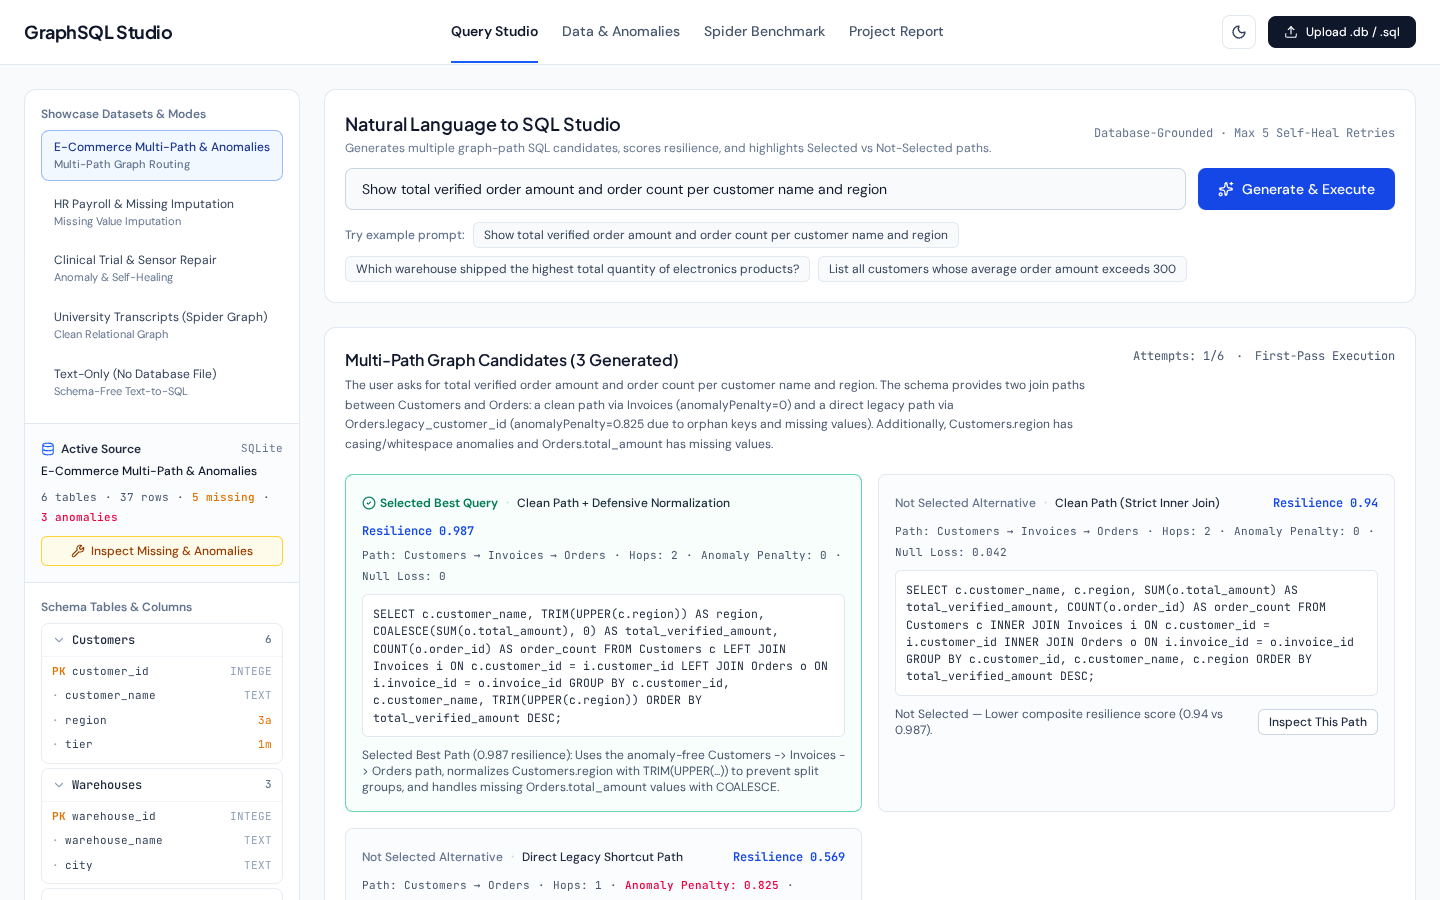 GraphSQL Studio
Query Studio
Data & Anomalies
Spider Benchmark
Project Report
Upload .db / .sql
Showcase Datasets & Modes
E-Commerce Multi-Path & Anomalies
Multi-Path Graph Routing
HR Payroll & Missing Imputation
Missing Value Imputation
Clinical Trial & Sensor Repair
Anomaly & Self-Healing
University Transcripts (Spider Graph)
Clean Relational Graph
Text-Only (No Database File)
Schema-Free Text-to-SQL
Active Source
SQLite
E-Commerce Multi-Path & Anomalies
6 tables · 37 rows · 5 missing ·
3 anomalies
Inspect Missing & Anomalies
Schema Tables & Columns
Customers 6
PK customer_id INTEGE
· customer_name TEXT
· region 3a
· tier 1m
Warehouses 3
PK warehouse_id INTEGE
· warehouse_name TEXT
· city TEXT
Natural Language to SQL Studio
Generates multiple graph-path SQL candidates, scores resilience, and highlights Selected vs Not-Selected paths.
Database-Grounded · Max 5 Self-Heal Retries
Show total verified order amount and order count per customer name and region
Generate & Execute
Try example prompt:
Show total verified order amount and order count per customer name and region
Which warehouse shipped the highest total quantity of electronics products?
List all customers whose average order amount exceeds 300
Multi-Path Graph Candidates (3 Generated)
Attempts: 1/6 · First-Pass Execution
The user asks for total verified order amount and order count per customer name and region. The schema provides two join paths
between Customers and Orders: a clean path via Invoices (anomalyPenalty=0) and a direct legacy path via
Orders.legacy_customer_id (anomalyPenalty=0.825 due to orphan keys and missing values). Additionally, Customers.region has
casing/whitespace anomalies and Orders.total_amount has missing values.
Selected Best Query · Clean Path + Defensive Normalization
Resilience 0.987
Path: Customers → Invoices → Orders · Hops: 2 · Anomaly Penalty: 0 ·
Null Loss: 0
SELECT c.customer_name, TRIM(UPPER(c.region)) AS region,
COALESCE(SUM(o.total_amount), 0) AS total_verified_amount,
COUNT(o.order_id) AS order_count FROM Customers c LEFT JOIN
Invoices i ON c.customer_id = i.customer_id LEFT JOIN Orders o ON
i.invoice_id = o.invoice_id GROUP BY c.customer_id,
c.customer_name, TRIM(UPPER(c.region)) ORDER BY
total_verified_amount DESC;
Selected Best Path (0.987 resilience): Uses the anomaly-free Customers -> Invoices -
> Orders path, normalizes Customers.region with TRIM(UPPER(...)) to prevent split
groups, and handles missing Orders.total_amount values with COALESCE.
Not Selected Alternative · Clean Path (Strict Inner Join)
Resilience 0.94
Path: Customers → Invoices → Orders · Hops: 2 · Anomaly Penalty: 0 ·
Null Loss: 0.042
SELECT c.customer_name, c.region, SUM(o.total_amount) AS
total_verified_amount, COUNT(o.order_id) AS order_count FROM
Customers c INNER JOIN Invoices i ON c.customer_id =
i.customer_id INNER JOIN Orders o ON i.invoice_id = o.invoice_id
GROUP BY c.customer_id, c.customer_name, c.region ORDER BY
total_verified_amount DESC;
Not Selected — Lower composite resilience score (0.94 vs
0.987).
Inspect This Path
Not Selected Alternative · Direct Legacy Shortcut Path
Resilience 0.569
Path: Customers → Orders · Hops: 1 · Anomaly Penalty: 0.825 ·